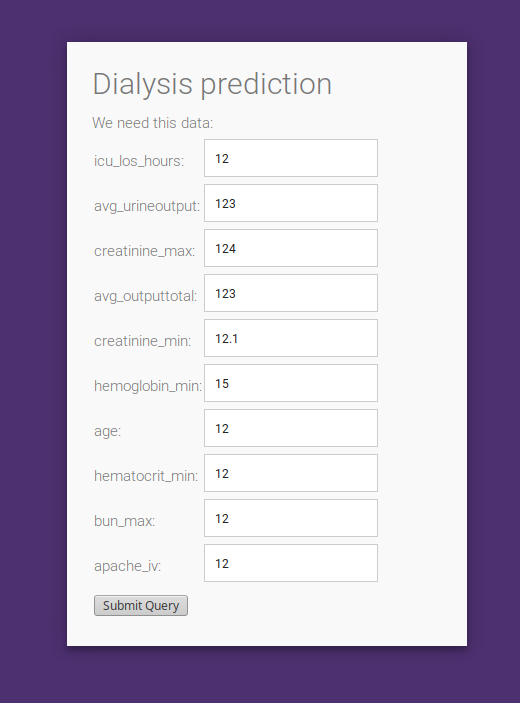 Dialysis prediction
We need this data:
icu_los_hours: 12
avg_urineoutput: 123
creatinine_max: 124
avg_outputtotal: 123
creatinine_min: 12.1
hemoglobin_min: 15
age: 12
hematocrit_min: 12
bun_max: 12
apache_iv: 12
Submit Query